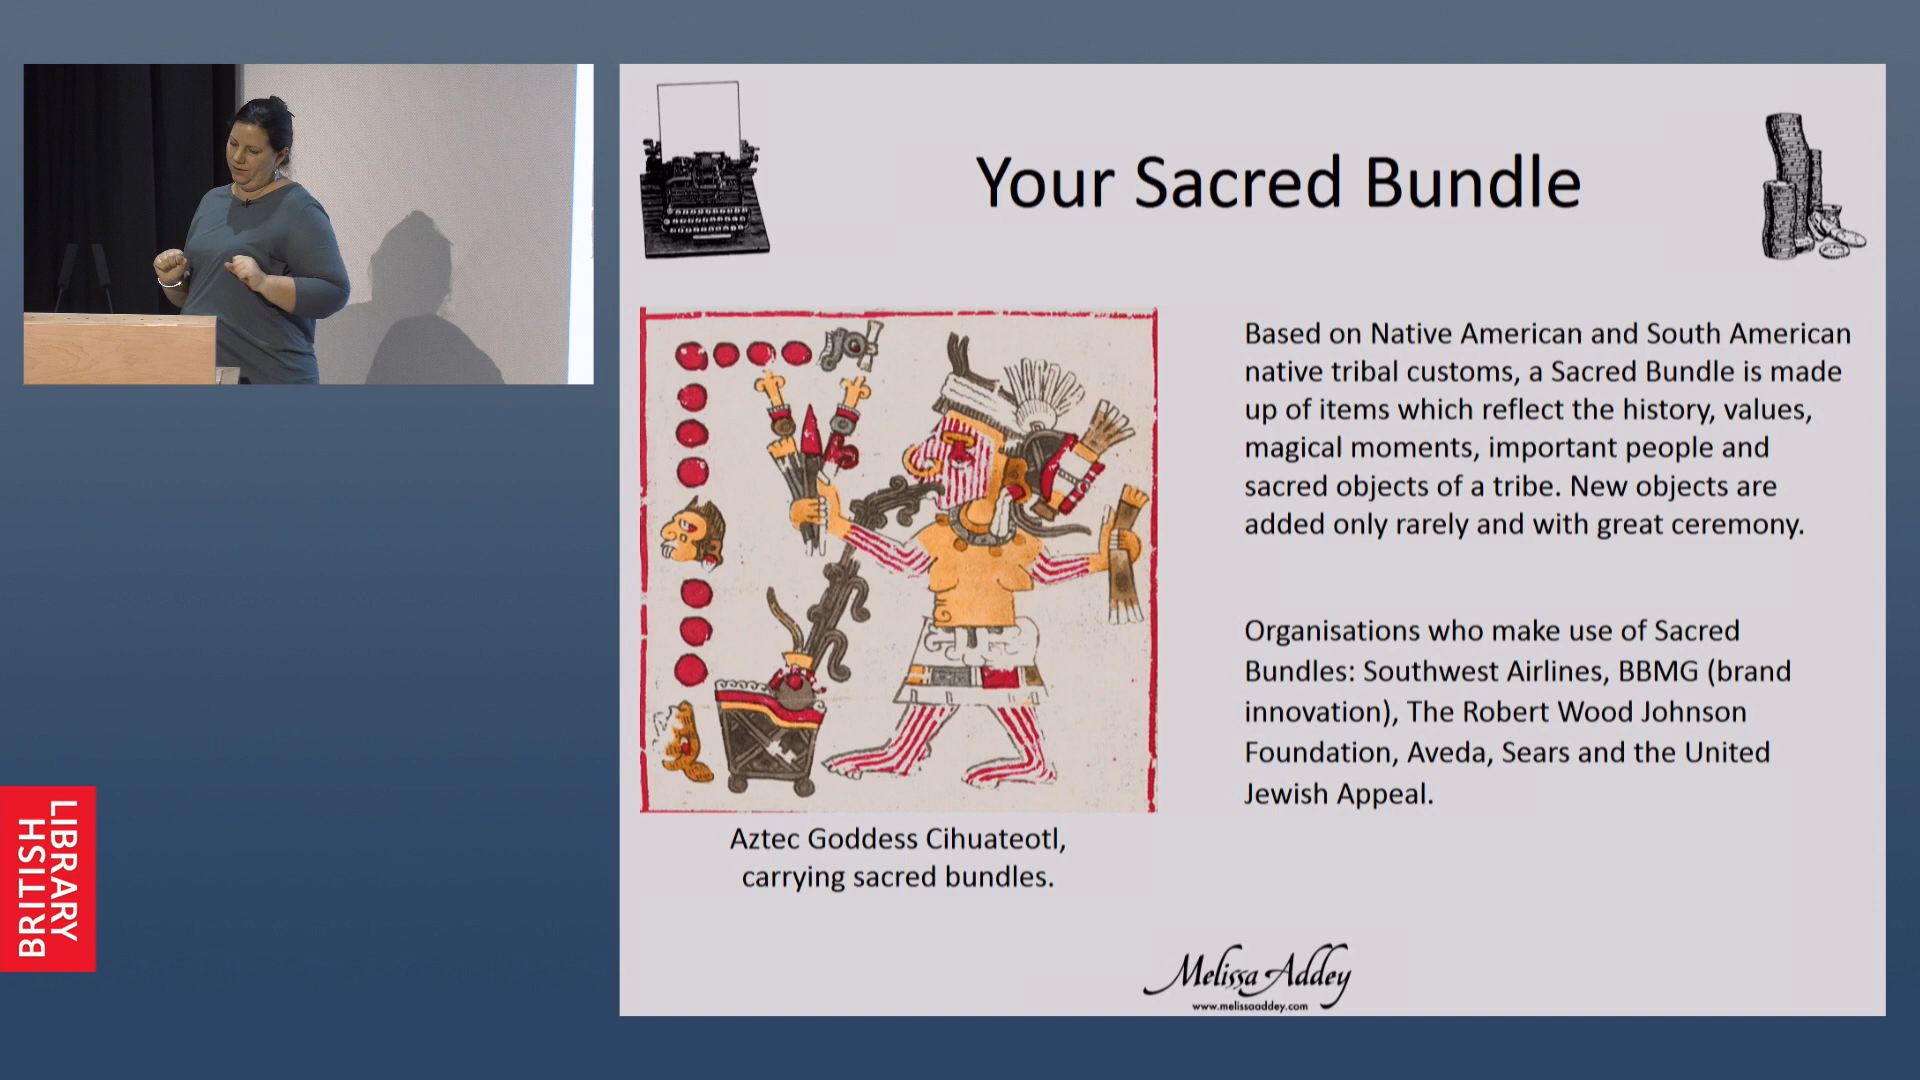 Your Sacred Bundle
Based on Native American and South American
native tribal customs, a Sacred Bundle is made
up of items which reflect the history, values,
magical moments, important people and
sacred objects of a tribe. New objects are
added only rarely and with great ceremony.
Organisations who make use of Sacred
Bundles: Southwest Airlines, BBMG (brand
innovation), The Robert Wood Johnson
Foundation, Aveda, Sears and the United
Jewish Appeal.
Aztec Goddess Cihuateotl,
carrying sacred bundles.
Melissa Addey
www.melissaaddey.com
BRITISH
LIBRARY